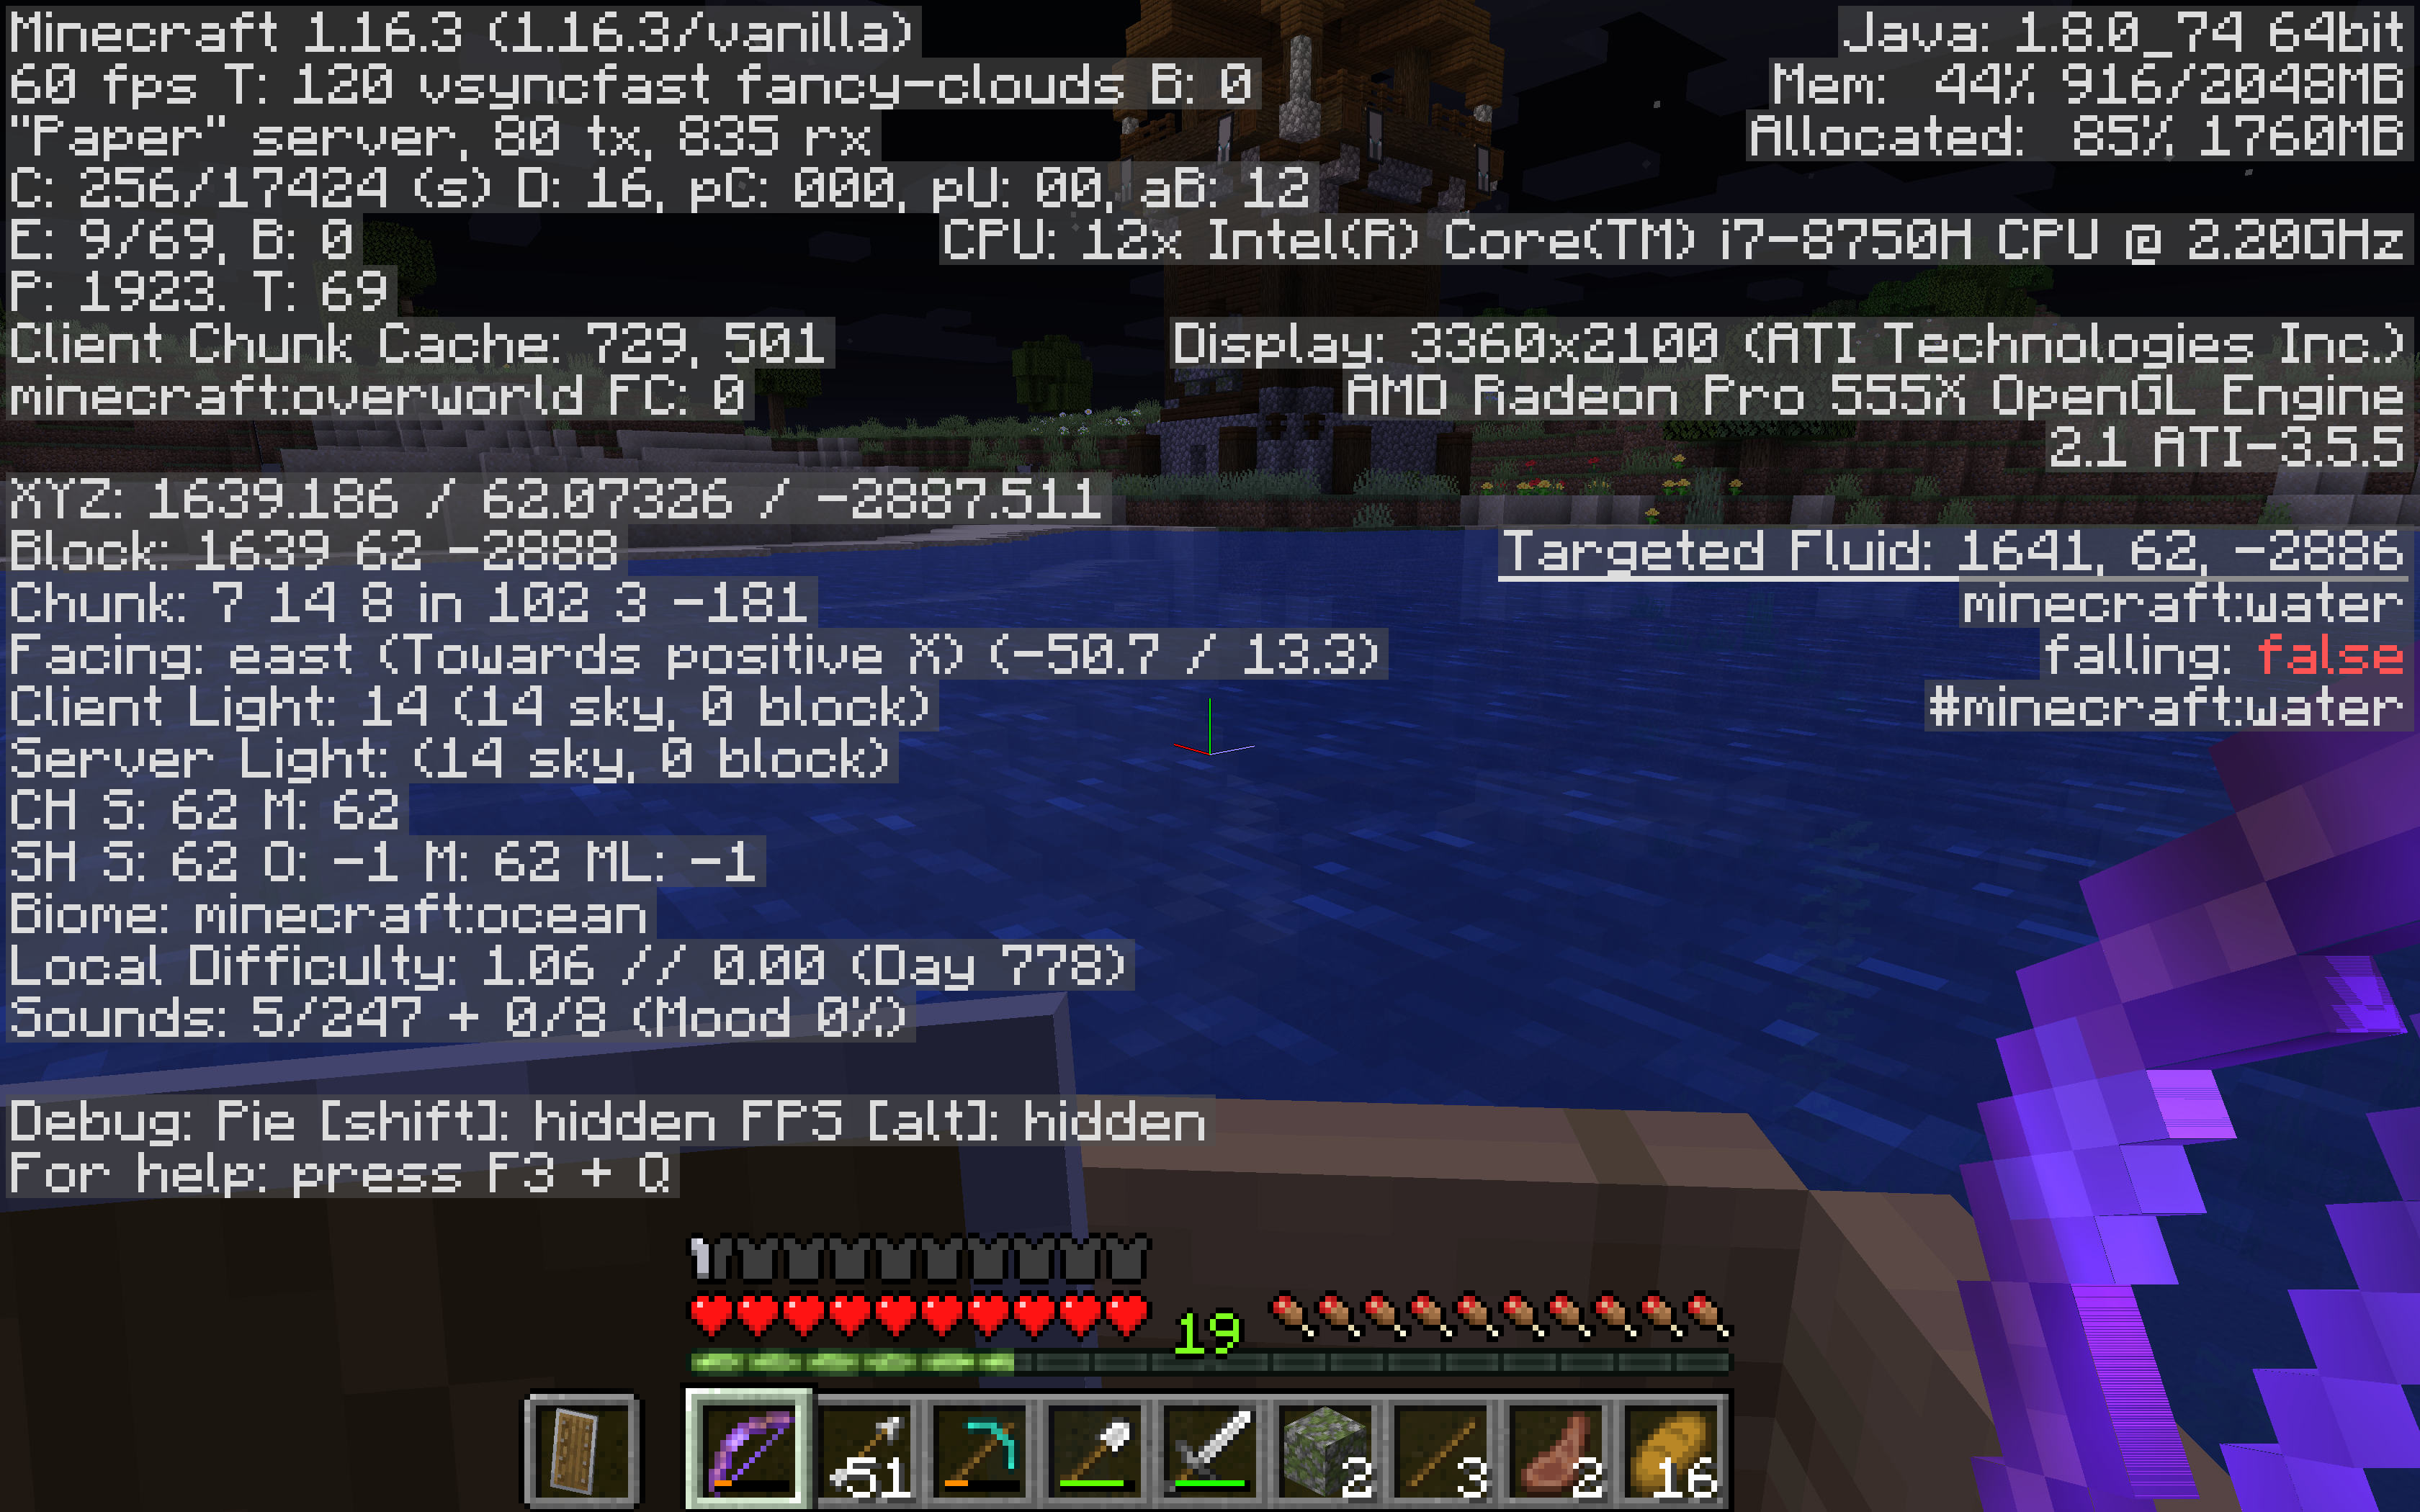 Minecraft 1.16.3 (1.16.3/vanilla)
60 fps T: 120 vsyncfast fancy-clouds B: 0
"Paper" server, 80 tx, 835 rx
C: 256/17424 (s) D: 16, pC: 000, pU: 00, aB: 12
E: 9/69, B: 0
P: 1923. T: 69
Client Chunk Cache: 729, 501
minecraft:overworld FC: 0
XYZ: 1639.186 / 62.07326 / -2887.511
Block: 1639 62 -2888
Chunk: 7 14 8 in 102 3 -181
Facing: east (Towards positive X) (-50.7 / 13.3)
Client Light: 14 (14 sky, 0 block)
Server Light: (14 sky, 0 block)
CH S: 62 M: 62
SH S: 62 O: -1 M: 62 ML: -1
Biome: minecraft:ocean
Local Difficulty: 1.06 // 0.00 (Day 778)
Sounds: 5/247 + 0/8 (Mood 0%)
Debug: Pie [shift]: hidden FPS [alt]: hidden
For help: press F3 + Q
Java: 1.8.0_74 64bit
Mem: 44% 916/2048MB
Allocated: 85% 1760MB
CPU: 12x Intel(R) Core(TM) i7-8750H CPU @ 2.20GHz
Display: 3360x2100 (ATI Technologies Inc.)
AMD Radeon Pro 555X OpenGL Engine
2.1 ATI-3.5.5
Targeted Fluid: 1641, 62, -2886
minecraft:water
falling: false
#minecraft:water
19
51 2 3 2 16